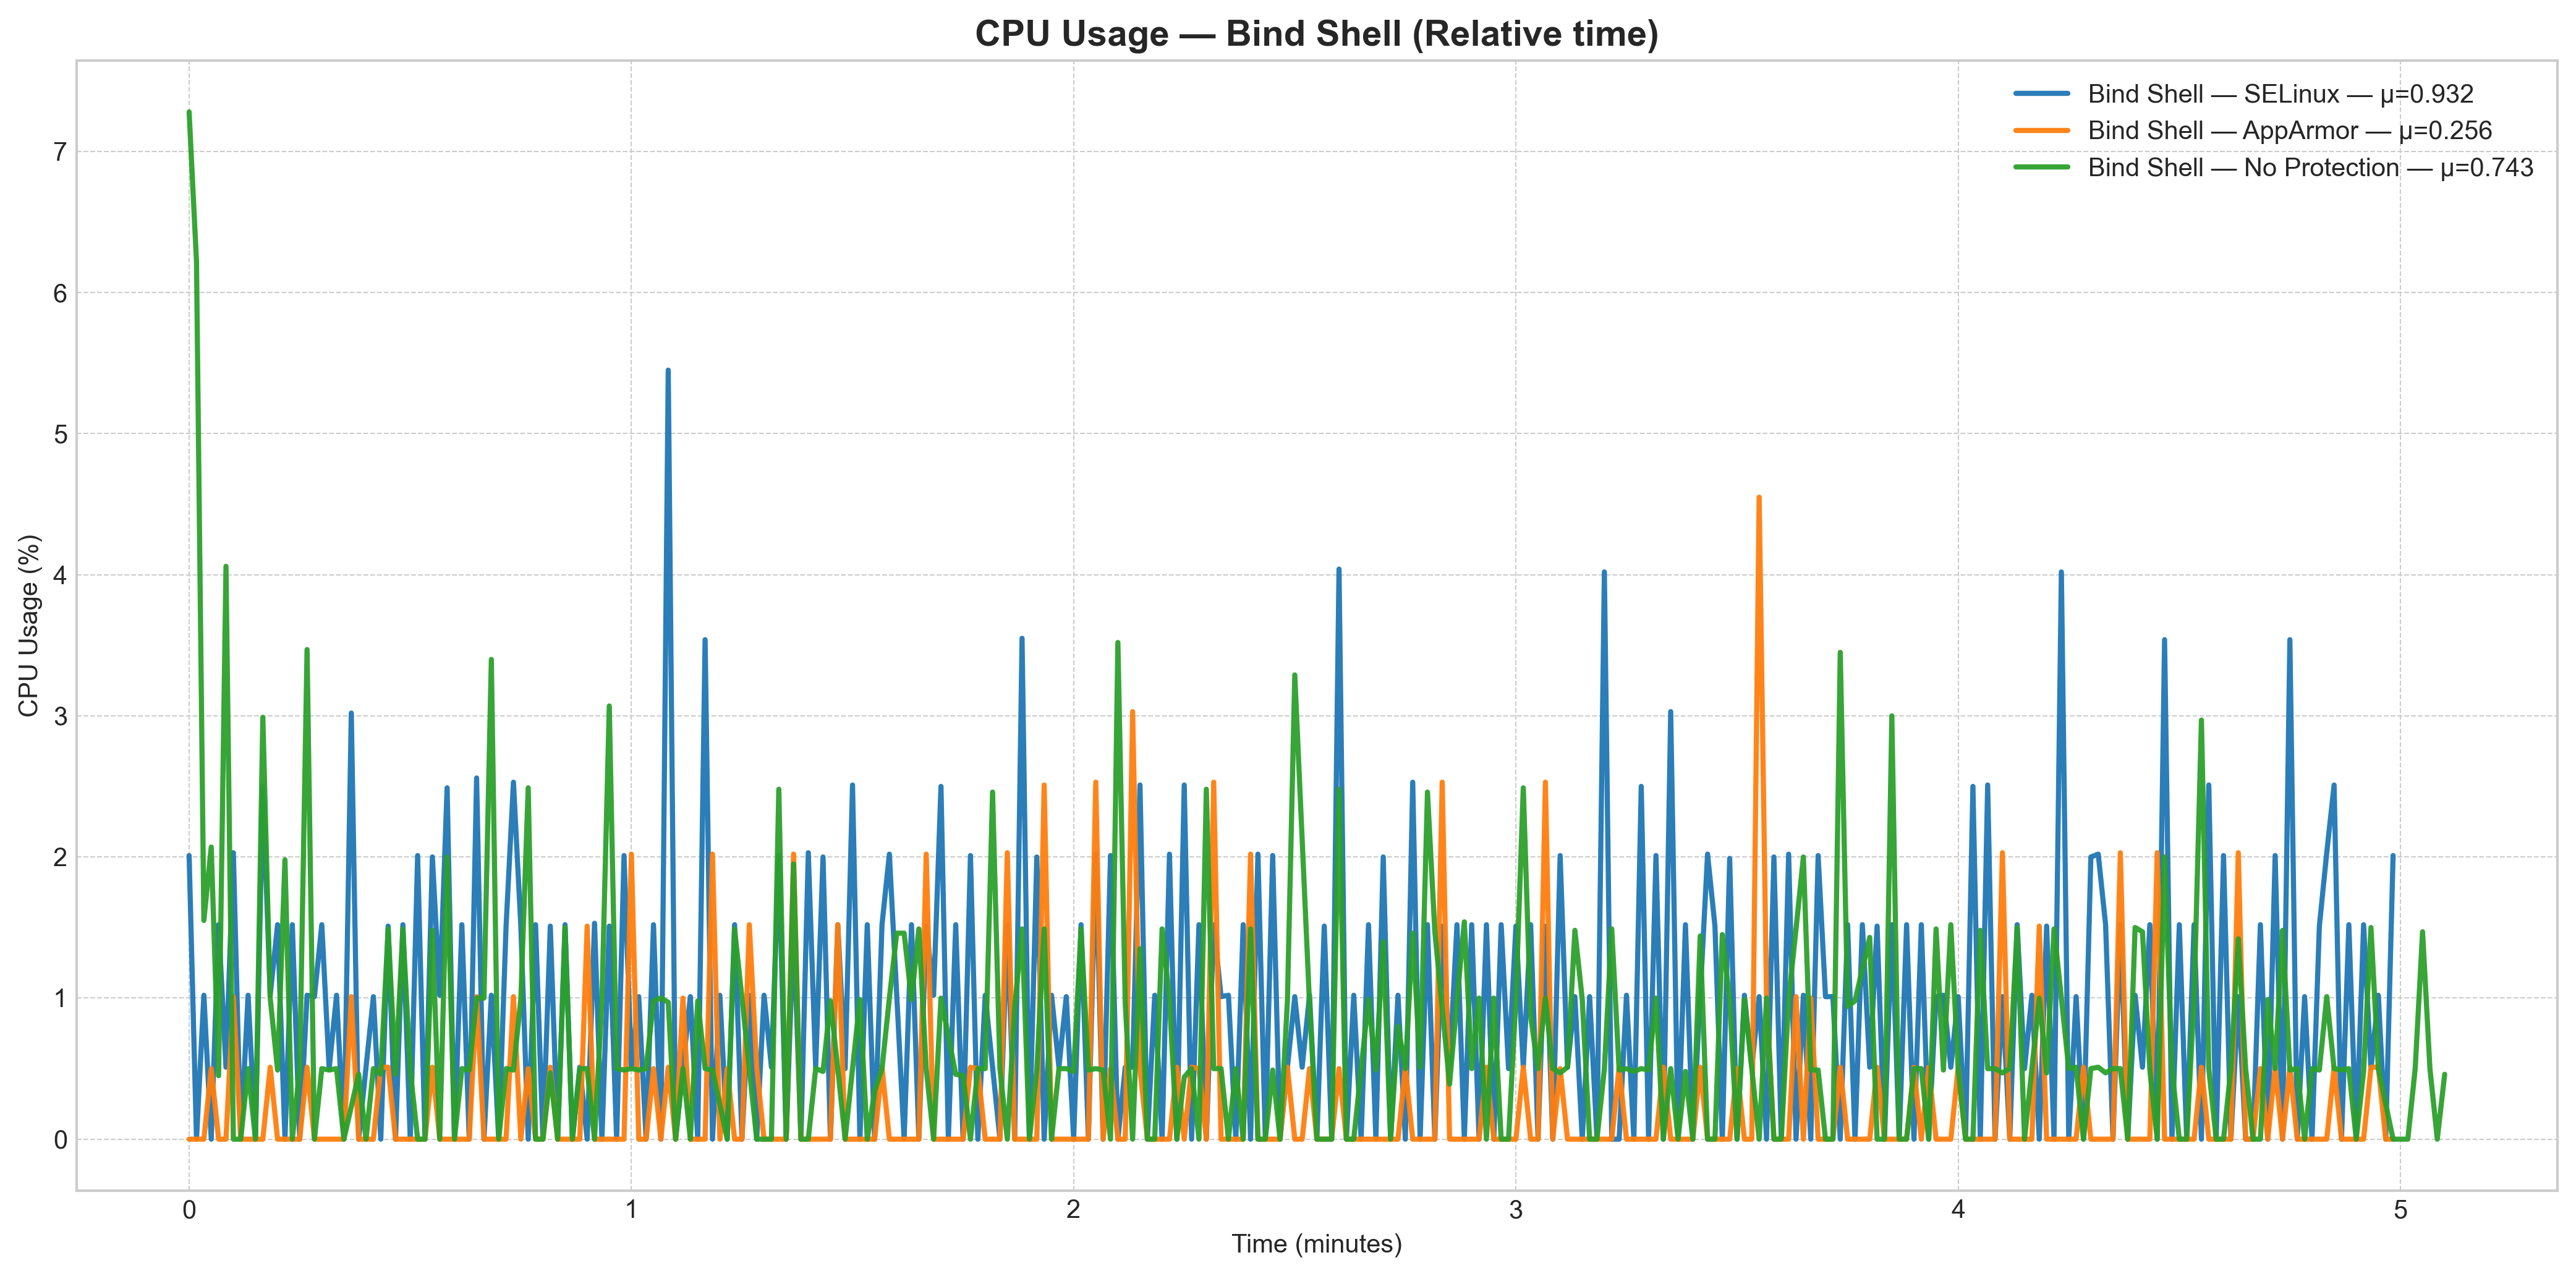 CPU Usage — Bind Shell (Relative time)
Bind Shell — SELinux — μ=0.932
Bind Shell — AppArmor — μ=0.256
Bind Shell — No Protection — μ=0.743
CPU Usage (%)
7
6
5
4
3
2
1
0
0 1 2 3 4 5
Time (minutes)